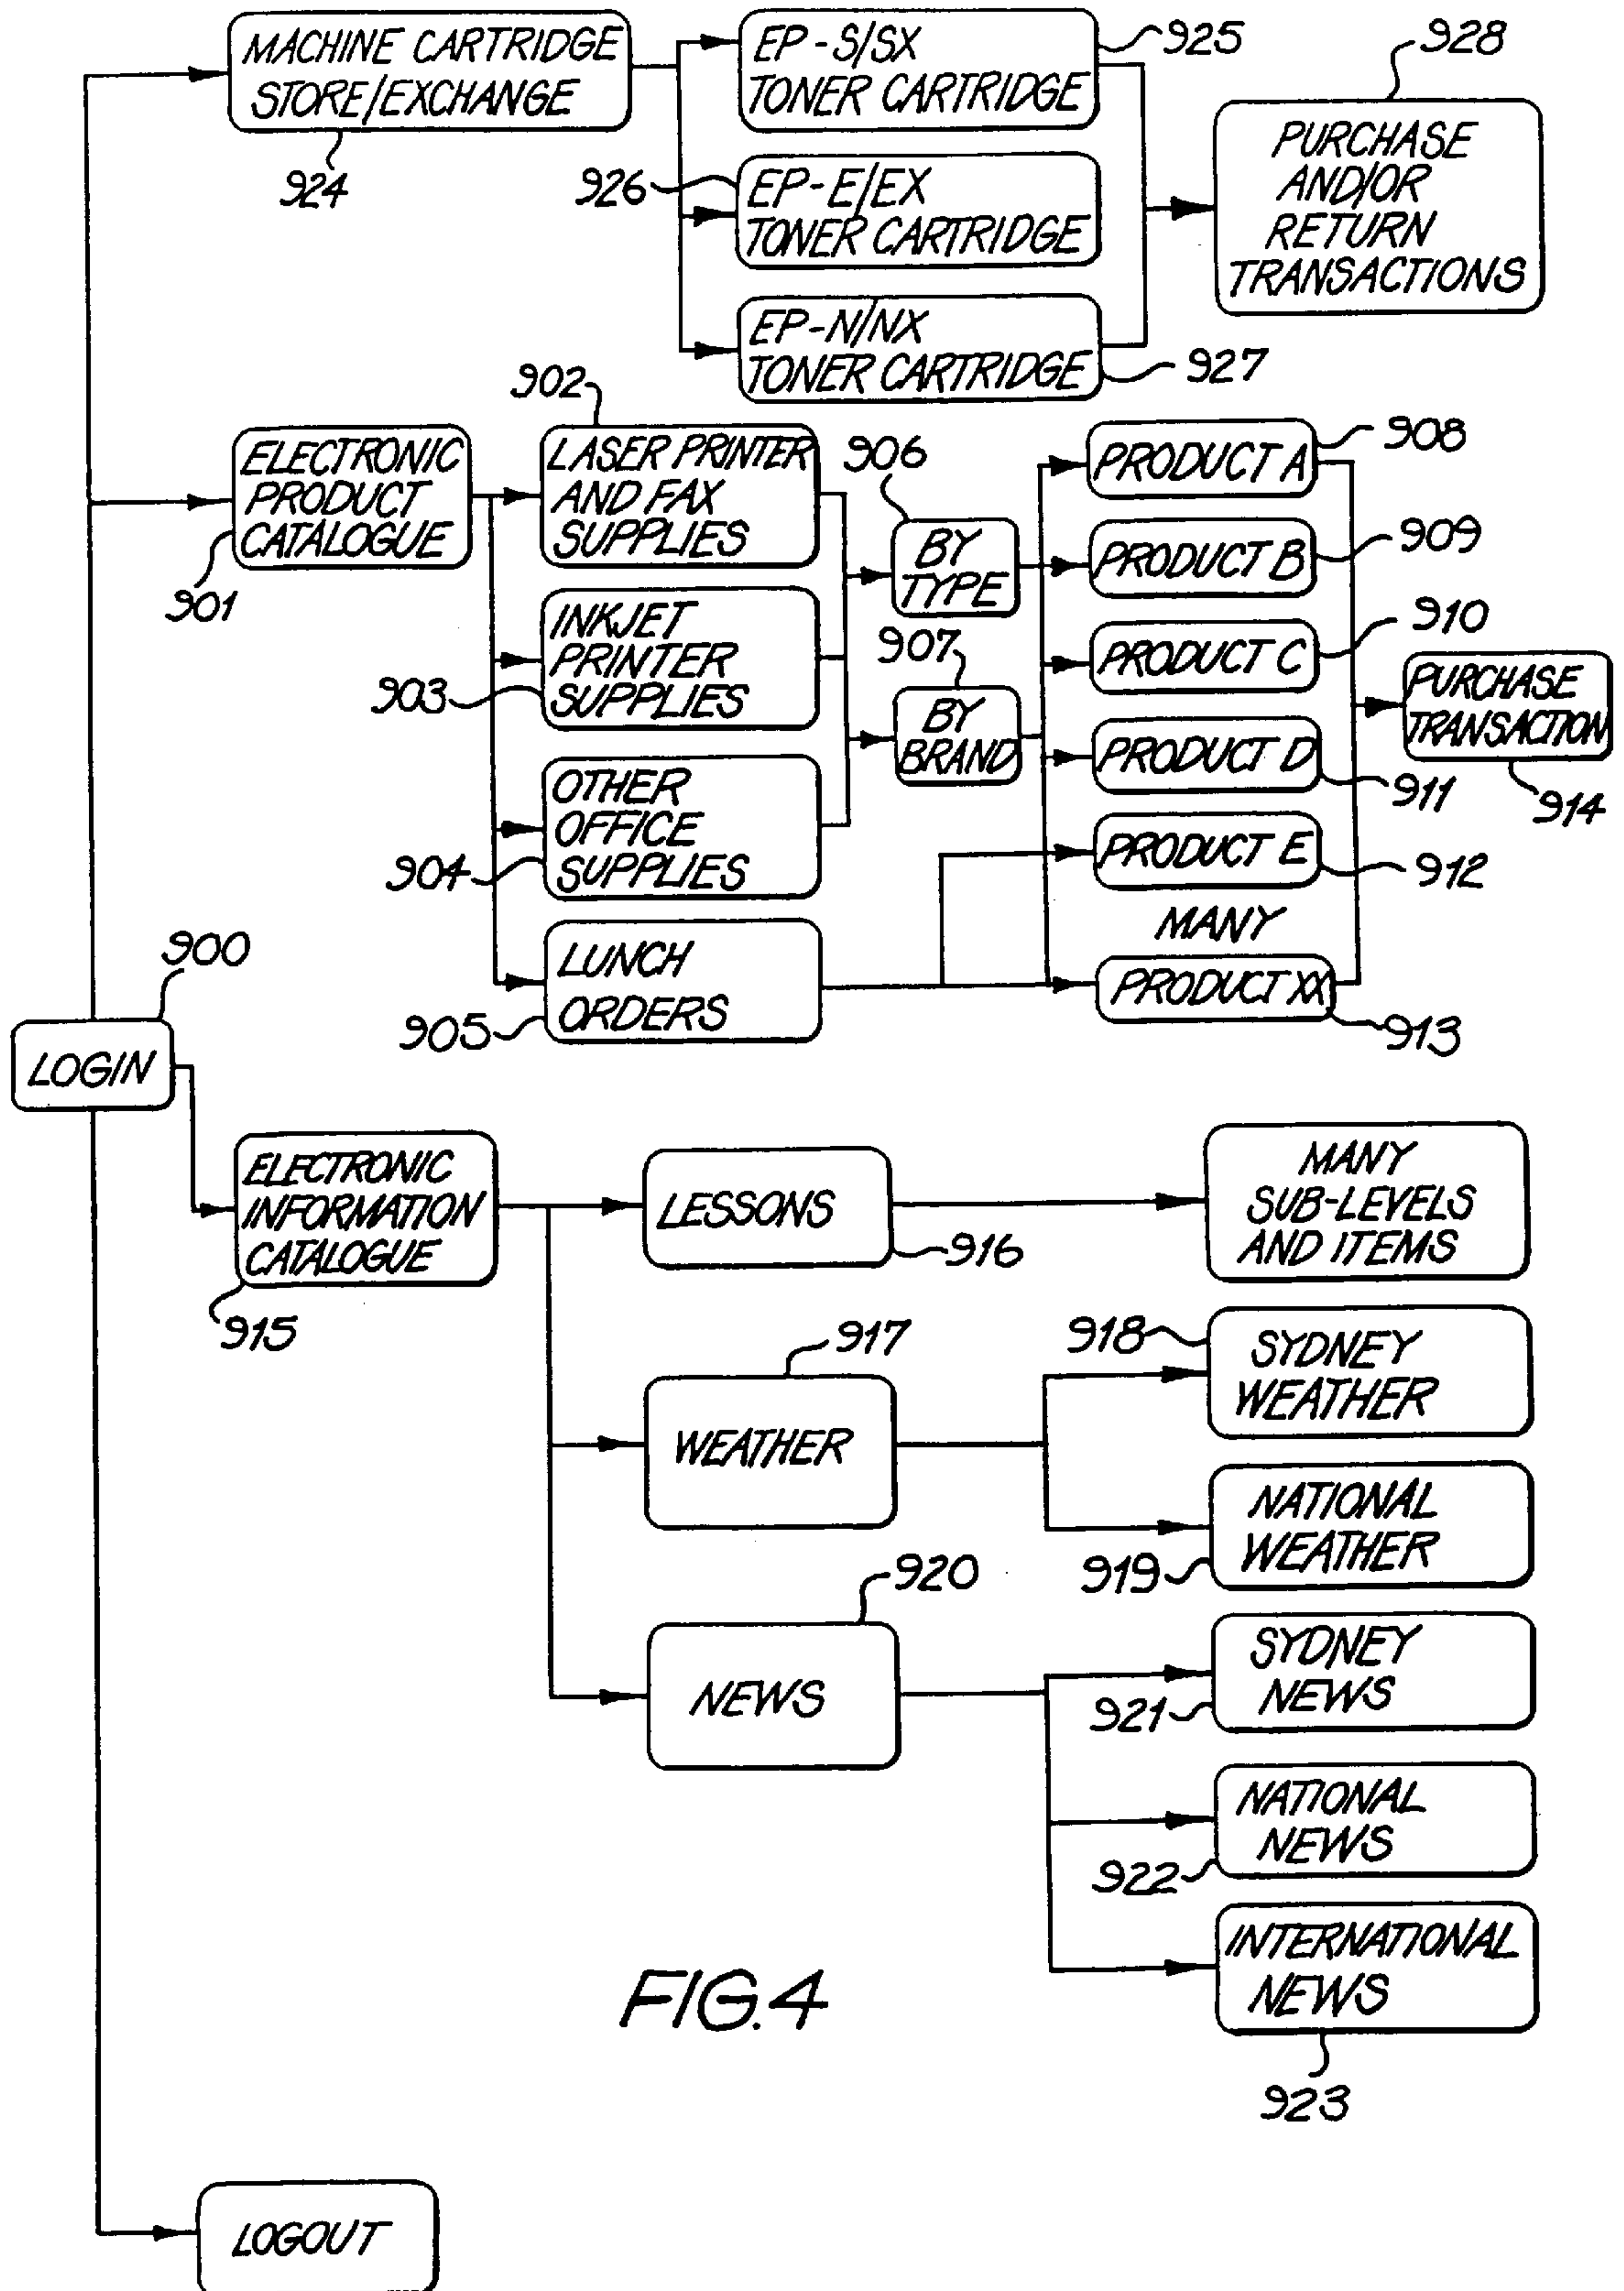 MACHINE CARTRIDGE
STORE/EXCHANGE
924
EP-S/SX
TONER CARTRIDGE
925
926
EP-E/EX
TONER CARTRIDGE
EP-N/NX
TONER CARTRIDGE
927
928
PURCHASE
AND/OR
RETURN
TRANSACTIONS
ELECTRONIC
PRODUCT
CATALOGUE
901
902
LASER PRINTER
AND FAX
SUPPLIES
INKJET
PRINTER
SUPPLIES
903
OTHER
OFFICE
SUPPLIES
904
LUNCH
ORDERS
905
906
BY
TYPE
907
BY
BRAND
PRODUCT A
908
PRODUCT B
909
PRODUCT C
910
PRODUCT D
911
PRODUCT E
912
MANY
PRODUCT XX
913
PURCHASE
TRANSACTION
914
900
LOGIN
ELECTRONIC
INFORMATION
CATALOGUE
915
LESSONS
916
MANY
SUB-LEVELS
AND ITEMS
917
WEATHER
918
SYDNEY
WEATHER
NATIONAL
WEATHER
919
920
NEWS
SYDNEY
NEWS
921
NATIONAL
NEWS
922
INTERNATIONAL
NEWS
923
FIG.4
LOGOUT